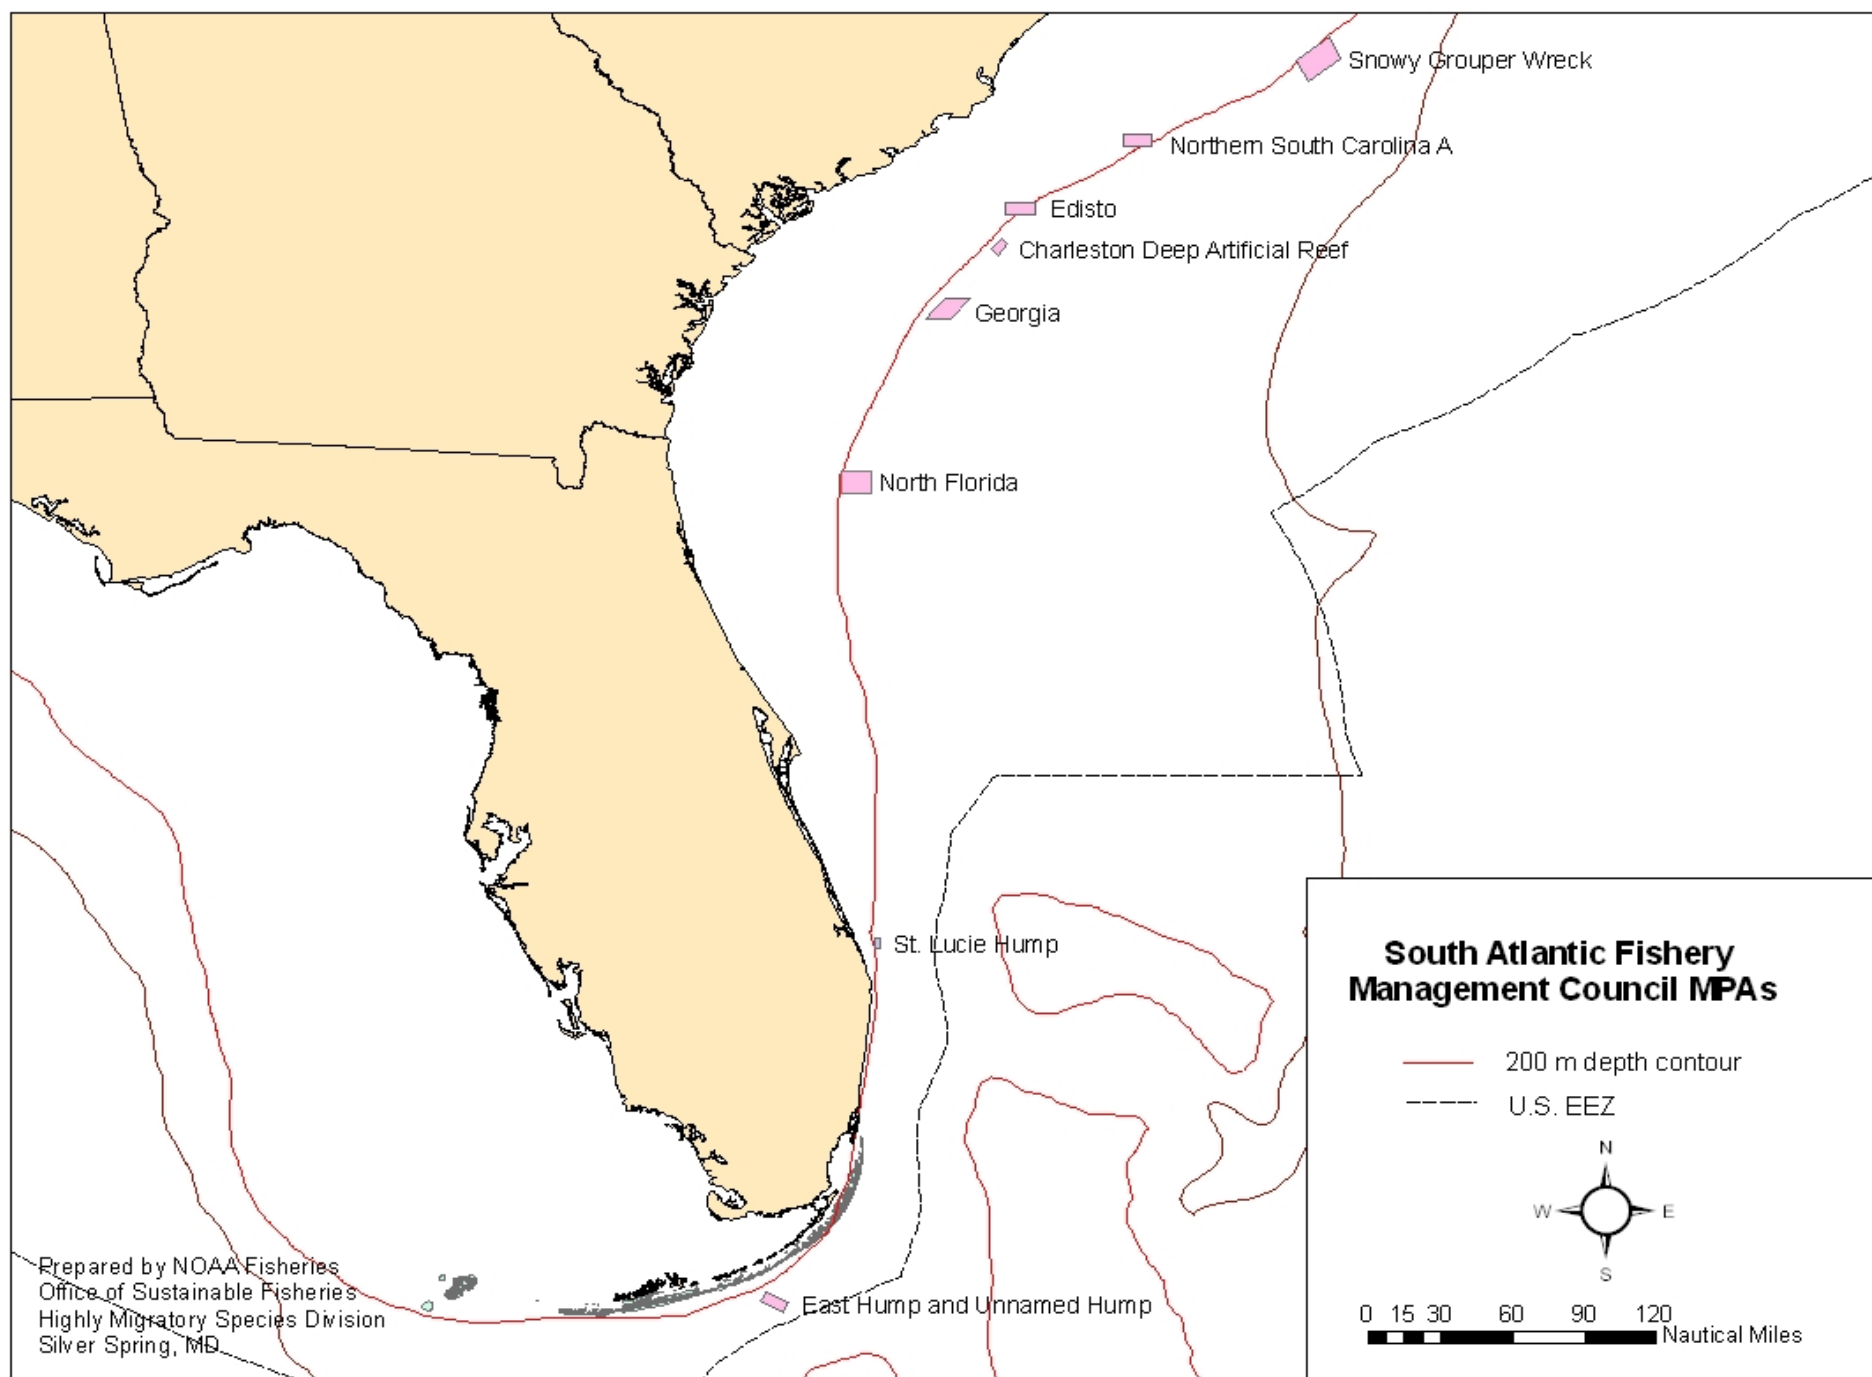 Snowy Grouper Wreck
Northern South Carolina A
Edisto
Charleston Deep Artificial Reef
Georgia
North Florida
St. Lucie Hump
East Hump and Unnamed Hump
Prepared by NOAA Fisheries
Office of Sustainable Fisheries
Highly Migratory Species Division
Silver Spring, MD
South Atlantic Fishery
Management Council MPAs
200 m depth contour
U.S. EEZ
N
W E
S
0 15 30 60 90 120
Nautical Miles